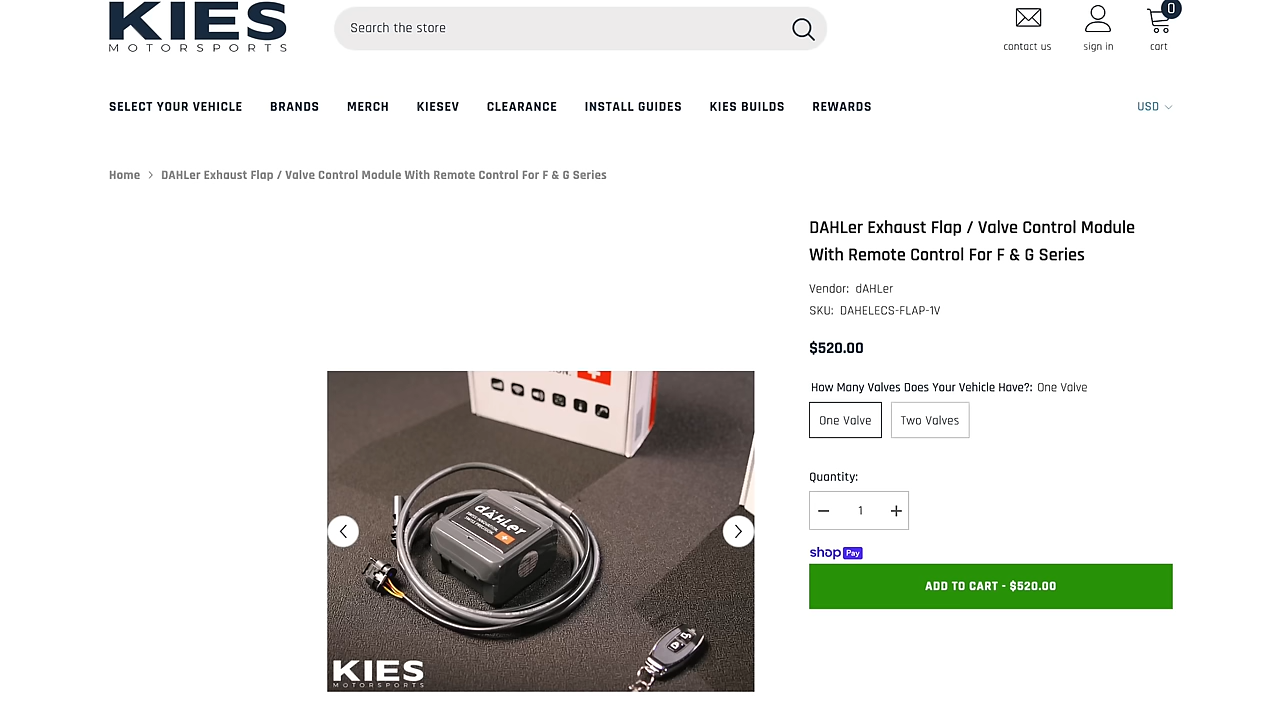 KIES
MOTORSPORTS
Search the store
contact us
sign in
0
cart
SELECT YOUR VEHICLE
BRANDS
MERCH
KIESEV
CLEARANCE
INSTALL GUIDES
KIES BUILDS
REWARDS
USD
Home
DAHLer Exhaust Flap / Valve Control Module With Remote Control For F & G Series
DAHLer Exhaust Flap / Valve Control Module
With Remote Control For F & G Series
Vendor: dAHLer
SKU: DAHELECS-FLAP-1V
$520.00
How Many Valves Does Your Vehicle Have?: One Valve
One Valve
Two Valves
Quantity:
1
shop Pay
ADD TO CART - $520.00
dÄHLer
KIES
MOTORSPORTS